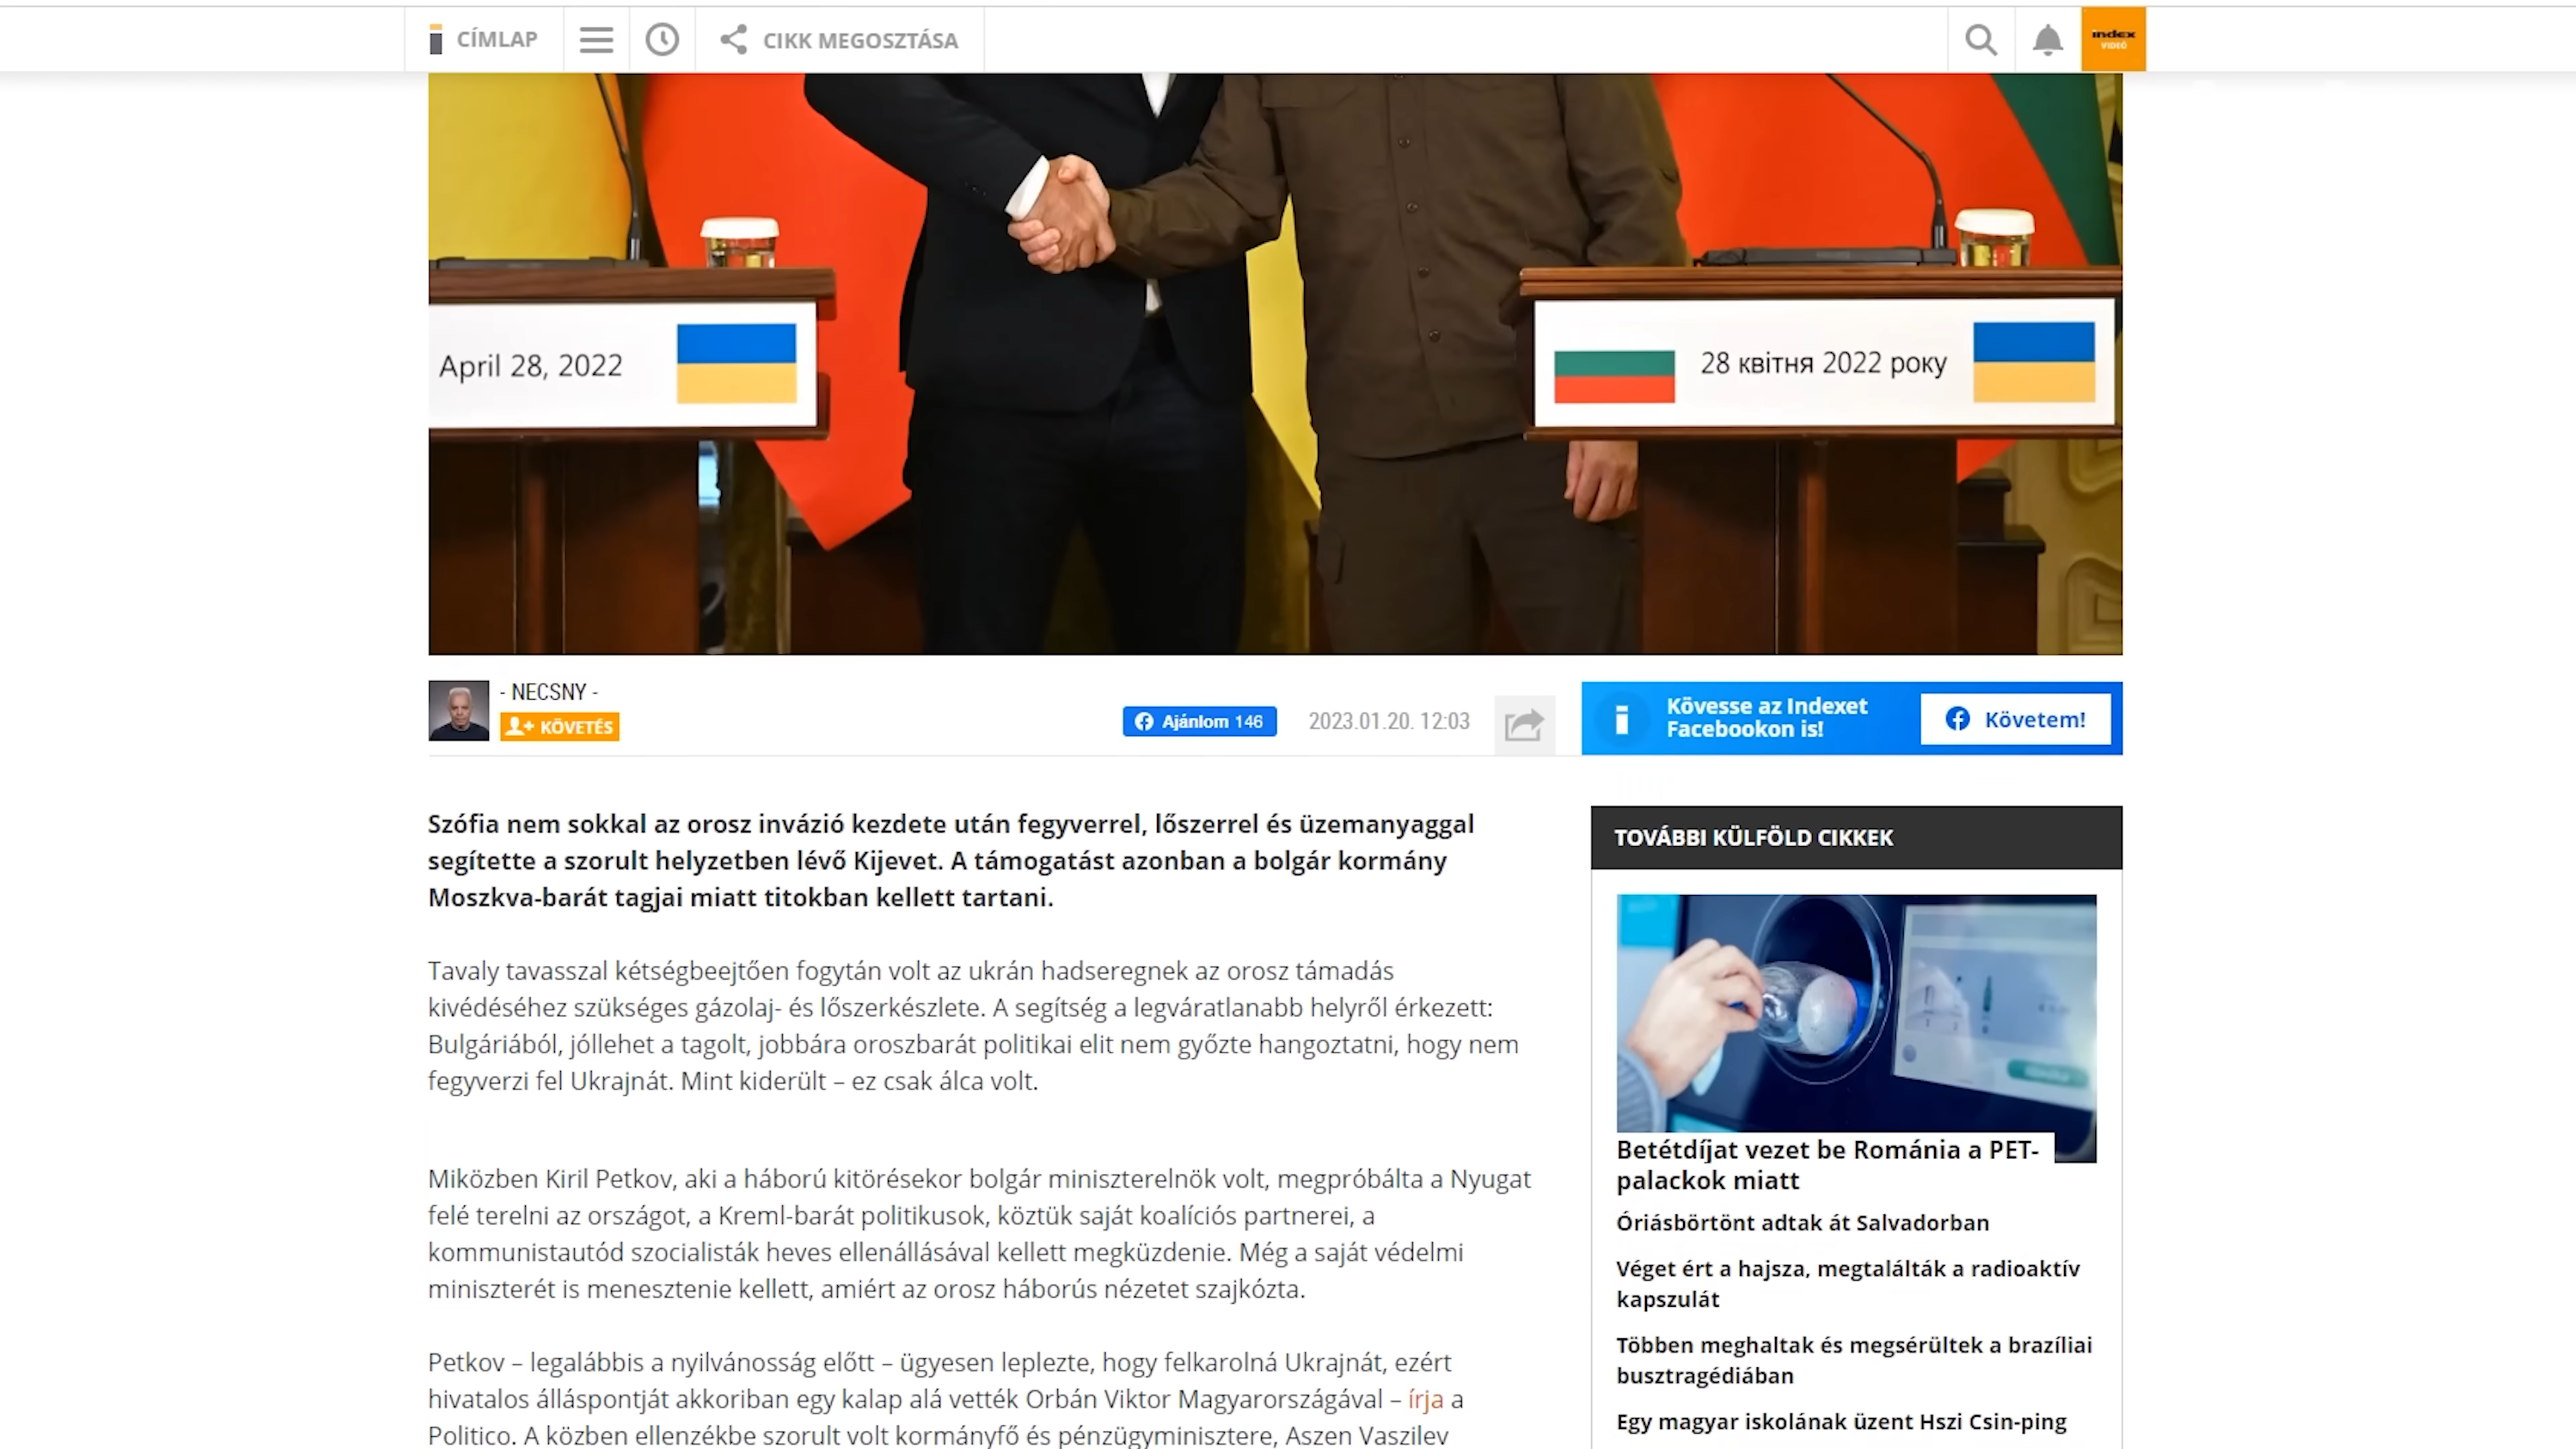 CÍMLAP
CIKK MEGOSZTÁSA
index
VIDEÓ
April 28, 2022
28 квітня 2022 року
- NECSNY -
KÖVETÉS
Ajánlom 146
2023.01.20. 12:03
Kövesse az Indexet
Facebookon is!
Követem!
Szófia nem sokkal az orosz invázió kezdete után fegyverrel, lőszerrel és üzemanyaggal
segítette a szorult helyzetben lévő Kijevet. A támogatást azonban a bolgár kormány
Moszkva-barát tagjai miatt titokban kellett tartani.
Tavaly tavasszal kétségbeejtően fogytán volt az ukrán hadseregnek az orosz támadás
kivédéséhez szükséges gázolaj- és lőszerkészlete. A segítség a legváratlanabb helyről érkezett:
Bulgáriából, jóllehet a tagolt, jobbára oroszbarát politikai elit nem győzte hangoztatni, hogy nem
fegyverzi fel Ukrajnát. Mint kiderült – ez csak álca volt.
Miközben Kiril Petkov, aki a háború kitörésekor bolgár miniszterelnök volt, megpróbálta a Nyugat
felé terelni az országot, a Kreml-barát politikusok, köztük saját koalíciós partnerei, a
kommunistautód szocialisták heves ellenállásával kellett megküzdenie. Még a saját védelmi
miniszterét is menesztenie kellett, amiért az orosz háborús nézetet szajkózta.
Petkov – legalábbis a nyilvánosság előtt – ügyesen leplezte, hogy felkarolná Ukrajnát, ezért
hivatalos álláspontját akkoriban egy kalap alá vették Orbán Viktor Magyarországával – írja a
Politico. A közben ellenzékbe szorult volt kormányfő és pénzügyminisztere, Aszen Vaszilev
TOVÁBBI KÜLFÖLD CIKKEK
Betétdíjat vezet be Románia a PET-
palackok miatt
Óriásbörtönt adtak át Salvadorban
Véget ért a hajsza, megtalálták a radioaktív
kapszulát
Többen meghaltak és megsérültek a brazíliai
busztragédiában
Egy magyar iskolának üzent Hszi Csin-ping